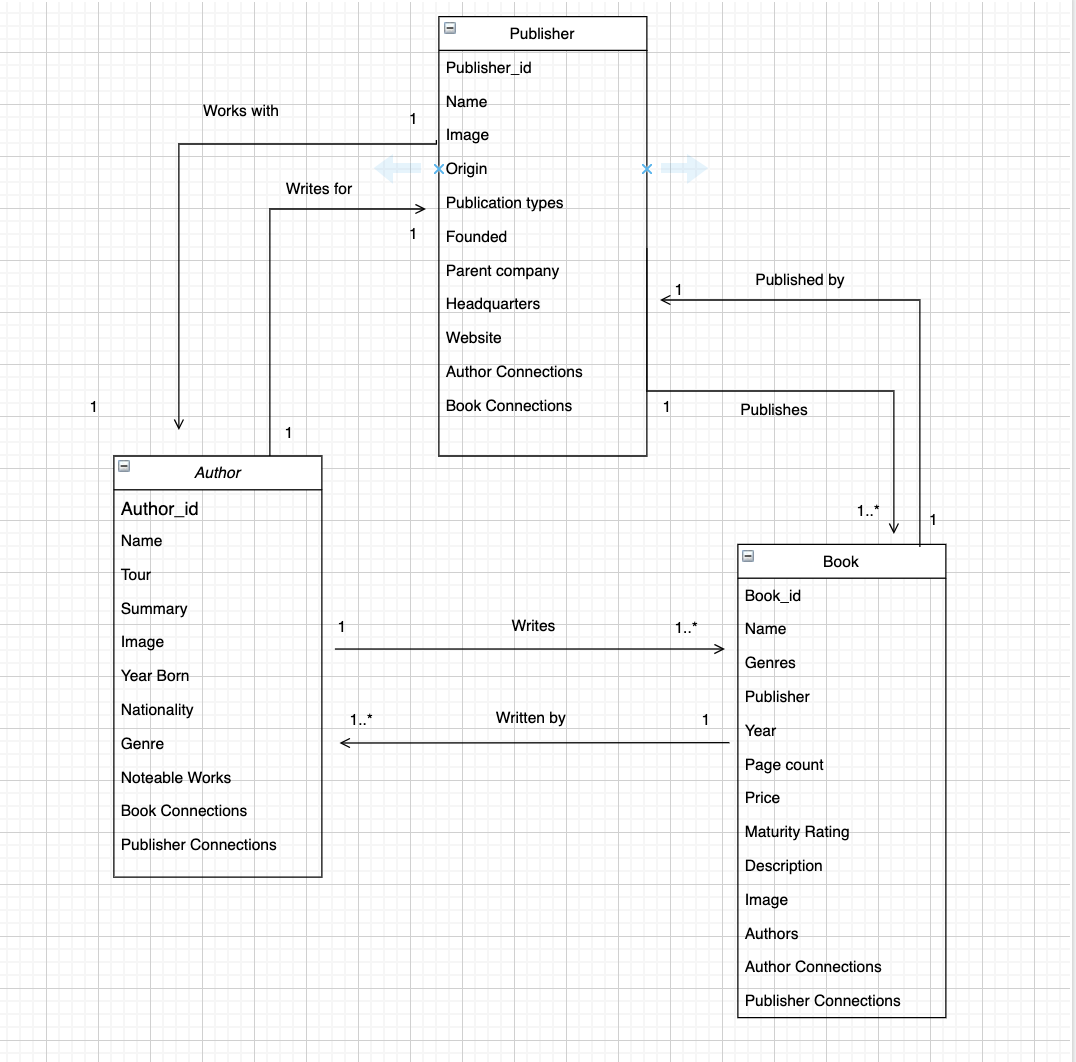 Publisher
Publisher_id
Name
Image
Origin
Publication types
Founded
Parent company
Headquarters
Website
Author Connections
Book Connections
Works with
1
1
Writes for
1
1
Published by
1
1
Publishes
1
1..*
Author
Author_id
Name
Tour
Summary
Image
Year Born
Nationality
Genre
Noteable Works
Book Connections
Publisher Connections
1
Writes
1..*
1..*
Written by
1
Book
Book_id
Name
Genres
Publisher
Year
Page count
Price
Maturity Rating
Description
Image
Authors
Author Connections
Publisher Connections